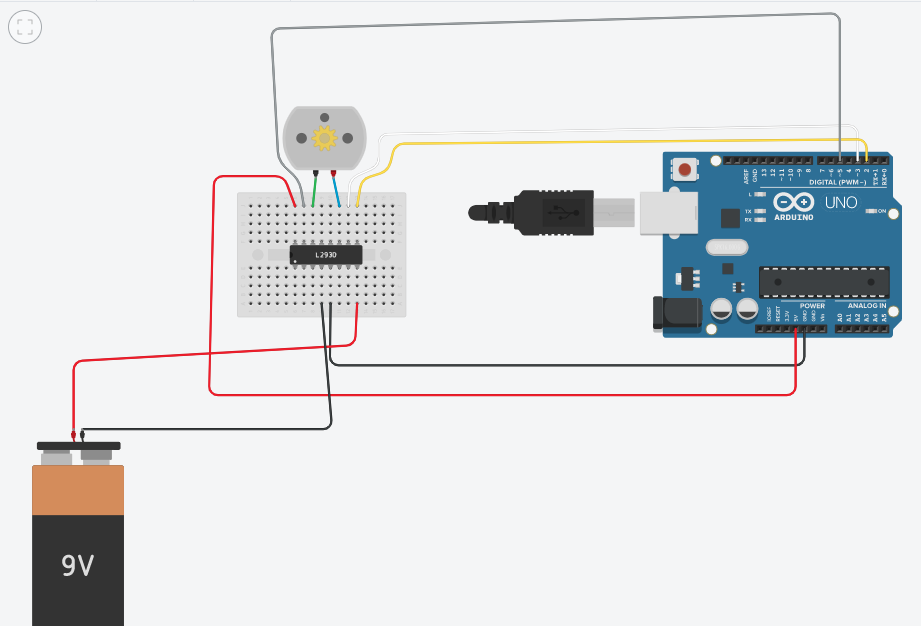 AREF
GND
13
12
~11
~10
~9
8
7
~6
~5
4
~3
2
TX→1
RX←0
DIGITAL (PWM~)
L
TX
RX
UNO
ARDUINO
ON
L293D
POWER
ANALOG IN
IOREF
RESET
3.3V
5V
GND
GND
Vin
A0
A1
A2
A3
A4
A5
9V